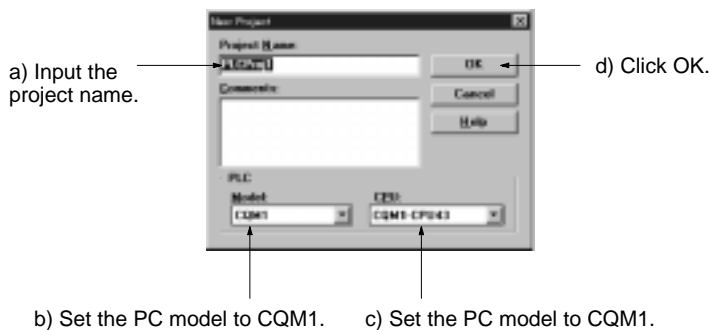 New Project
Project Name:
a) Input the
project name.
OK
d) Click OK.
Comments:
Cancel
Help
PLC
Model:
CPU:
CQM1
CQM1-CPU43
b) Set the PC model to CQM1.
c) Set the PC model to CQM1.